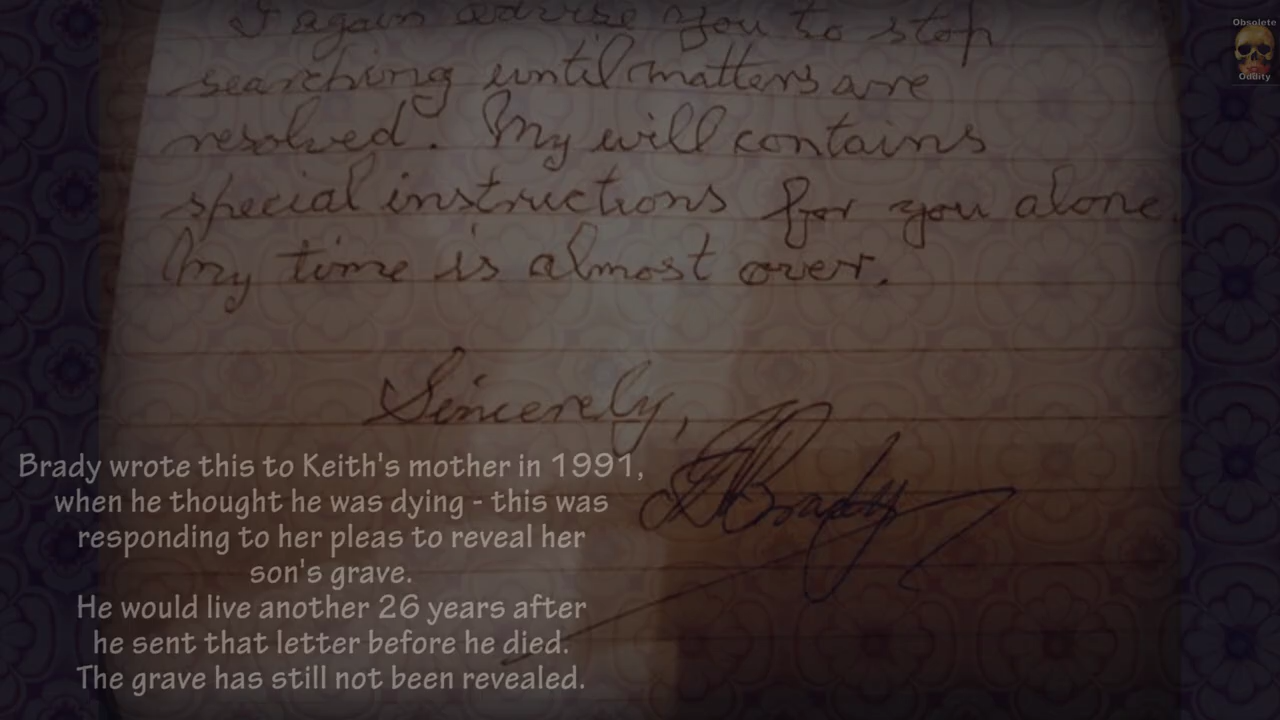 I again advise you to stop
searching until matters are
resolved. My will contains
special instructions for you alone.
My time is almost over.
Sincerely,
I Brady
Brady wrote this to Keith's mother in 1991,
when he thought he was dying - this was
responding to her pleas to reveal her
son's grave.
He would live another 26 years after
he sent that letter before he died.
The grave has still not been revealed.
Obsolete
Oddity